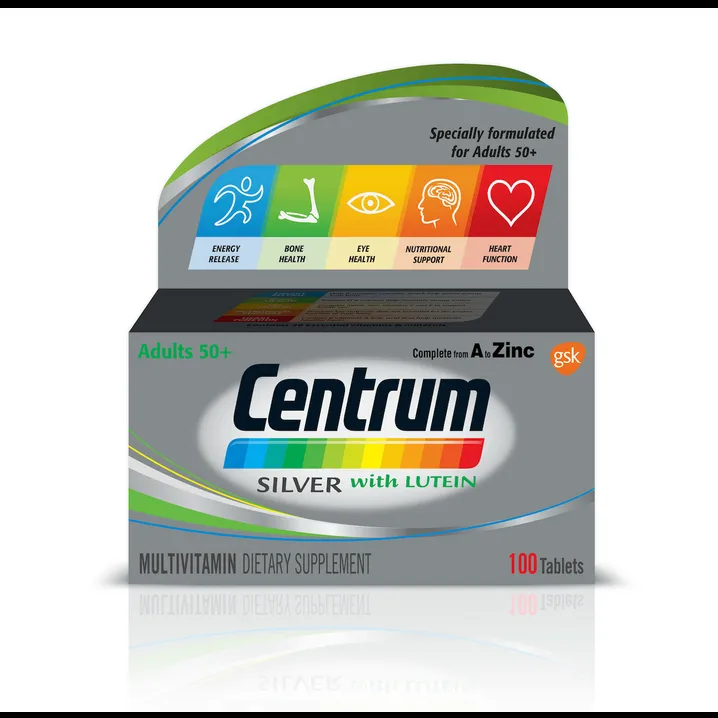 Specially formulated
for Adults 50+
ENERGY
RELEASE
BONE
HEALTH
EYE
HEALTH
NUTRITIONAL
SUPPORT
HEART
FUNCTION
Adults 50+
Complete from A to Zinc
gsk
Centrum
SILVER with LUTEIN
MULTIVITAMIN DIETARY SUPPLEMENT
100 Tablets